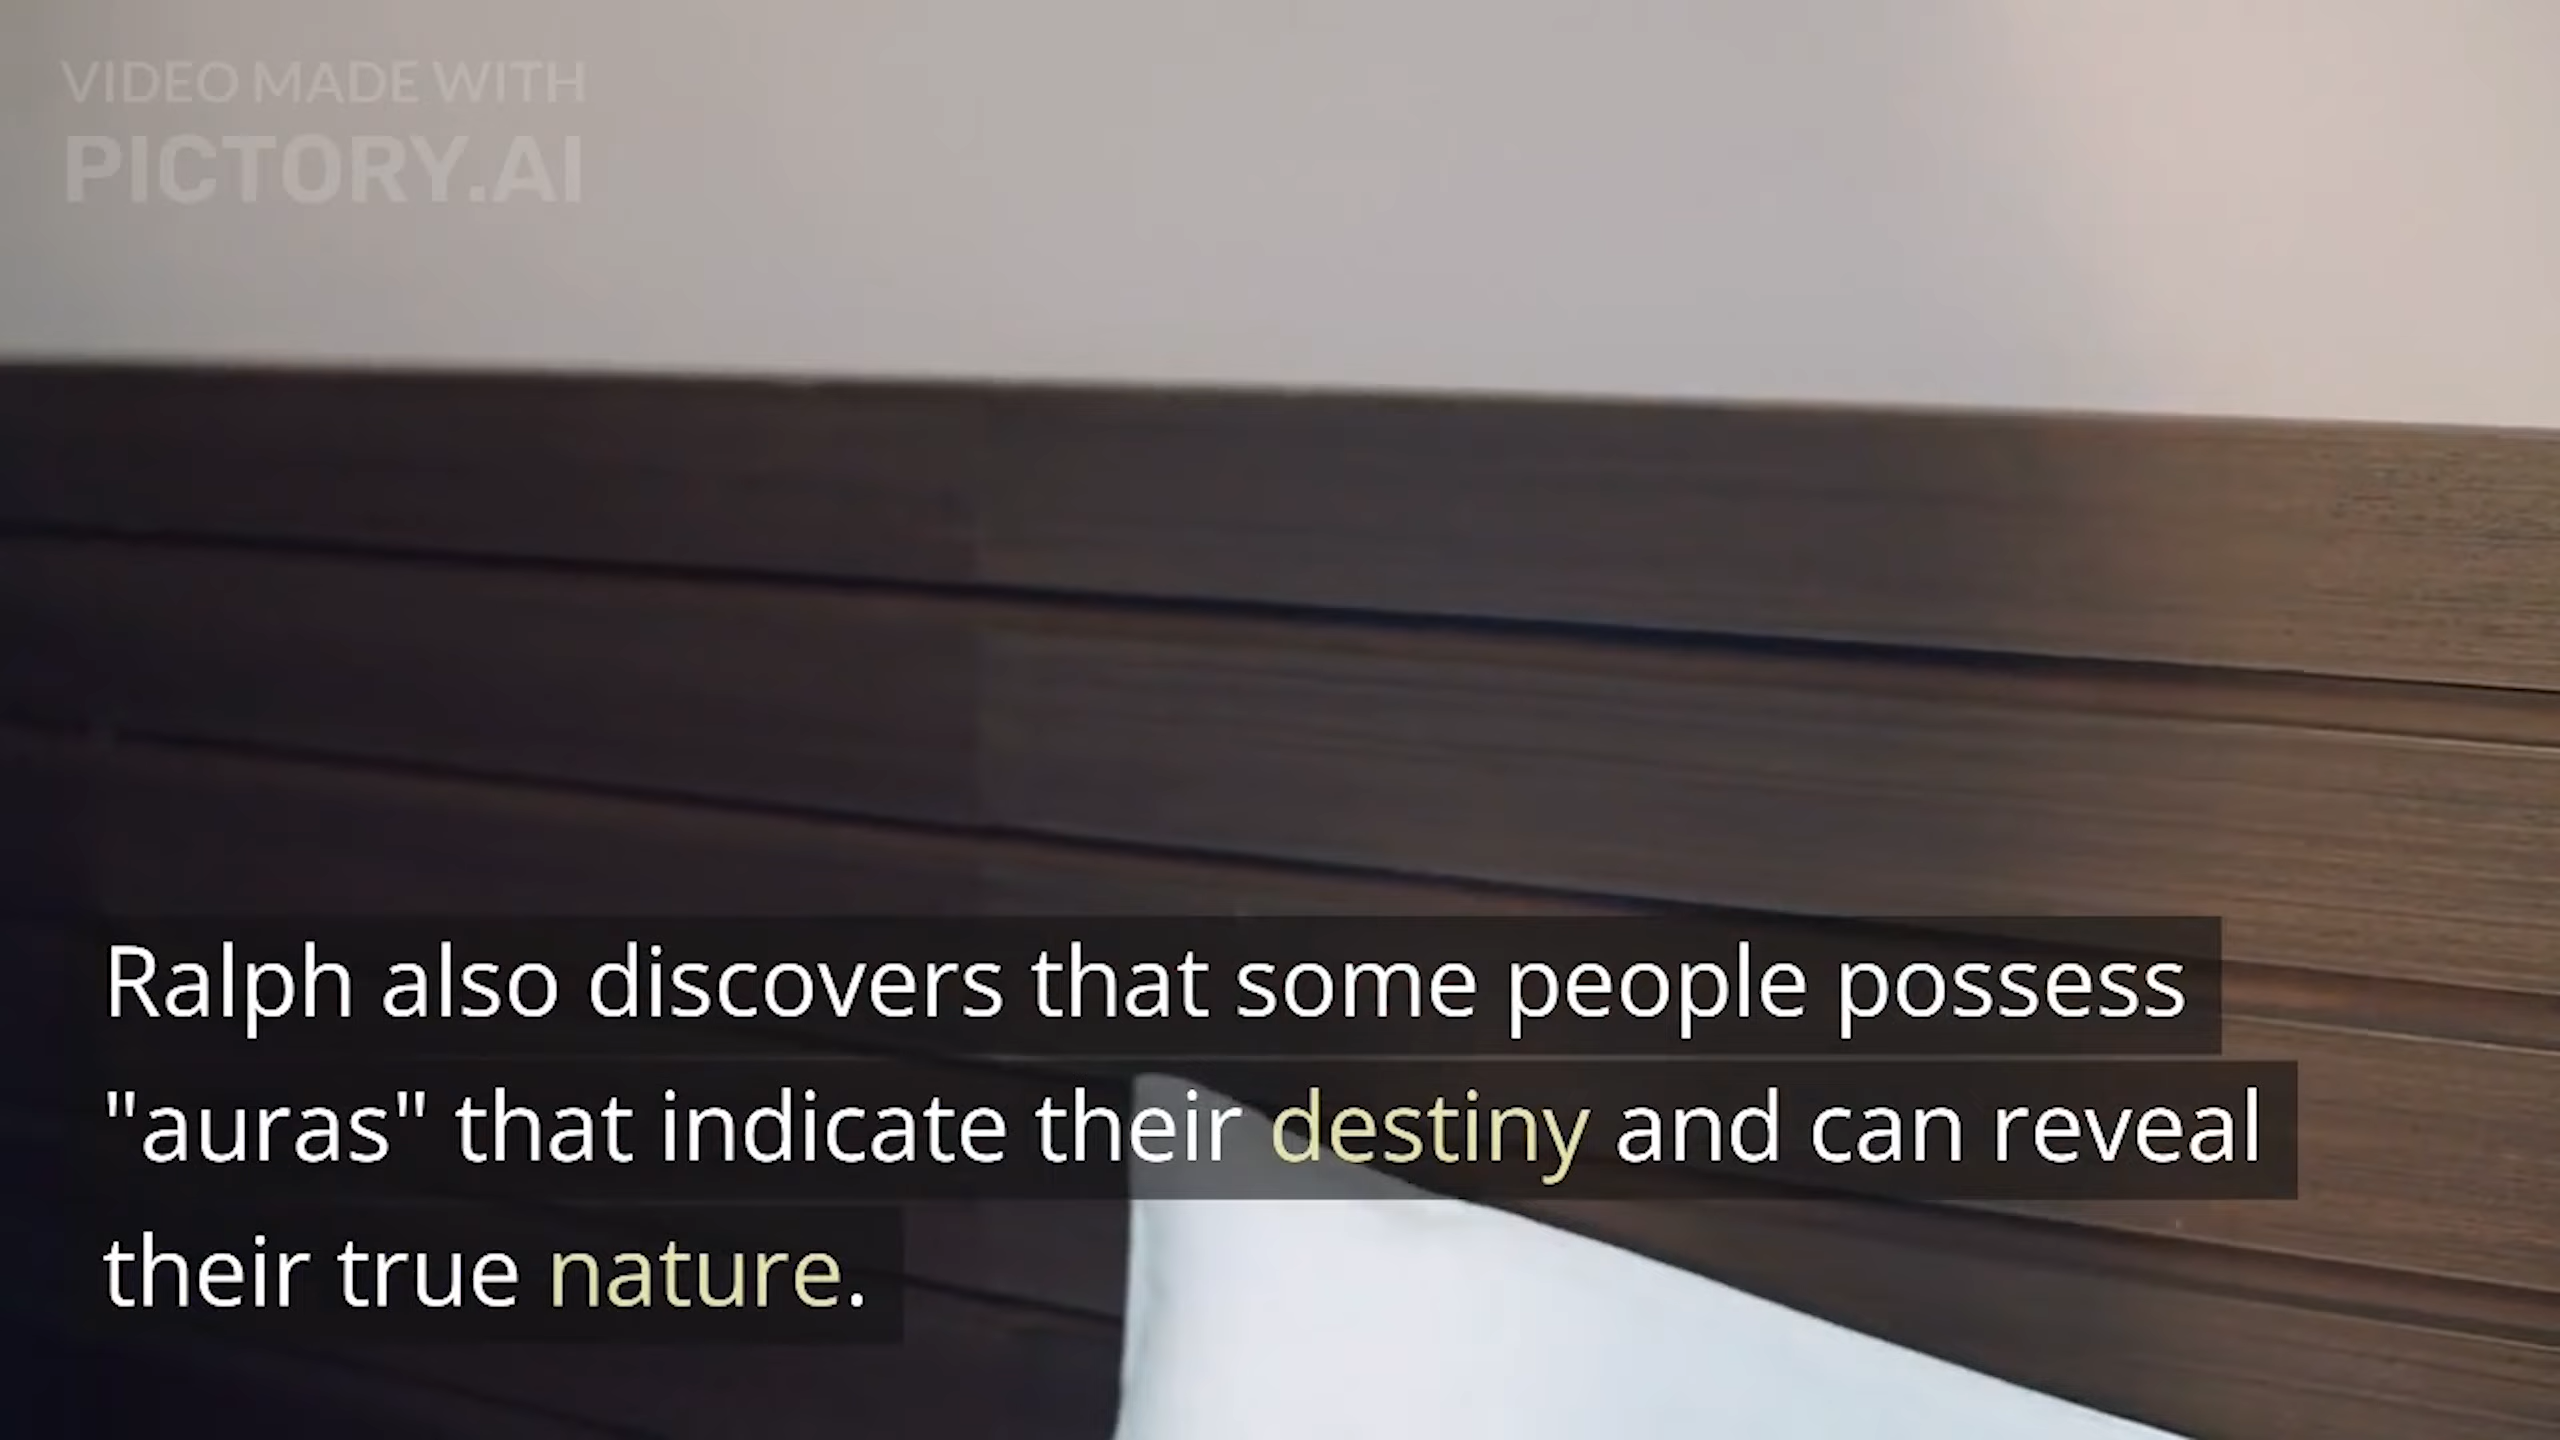 VIDEO MADE WITH
PICTORY.AI
Ralph also discovers that some people possess
"auras" that indicate their destiny and can reveal
their true nature.